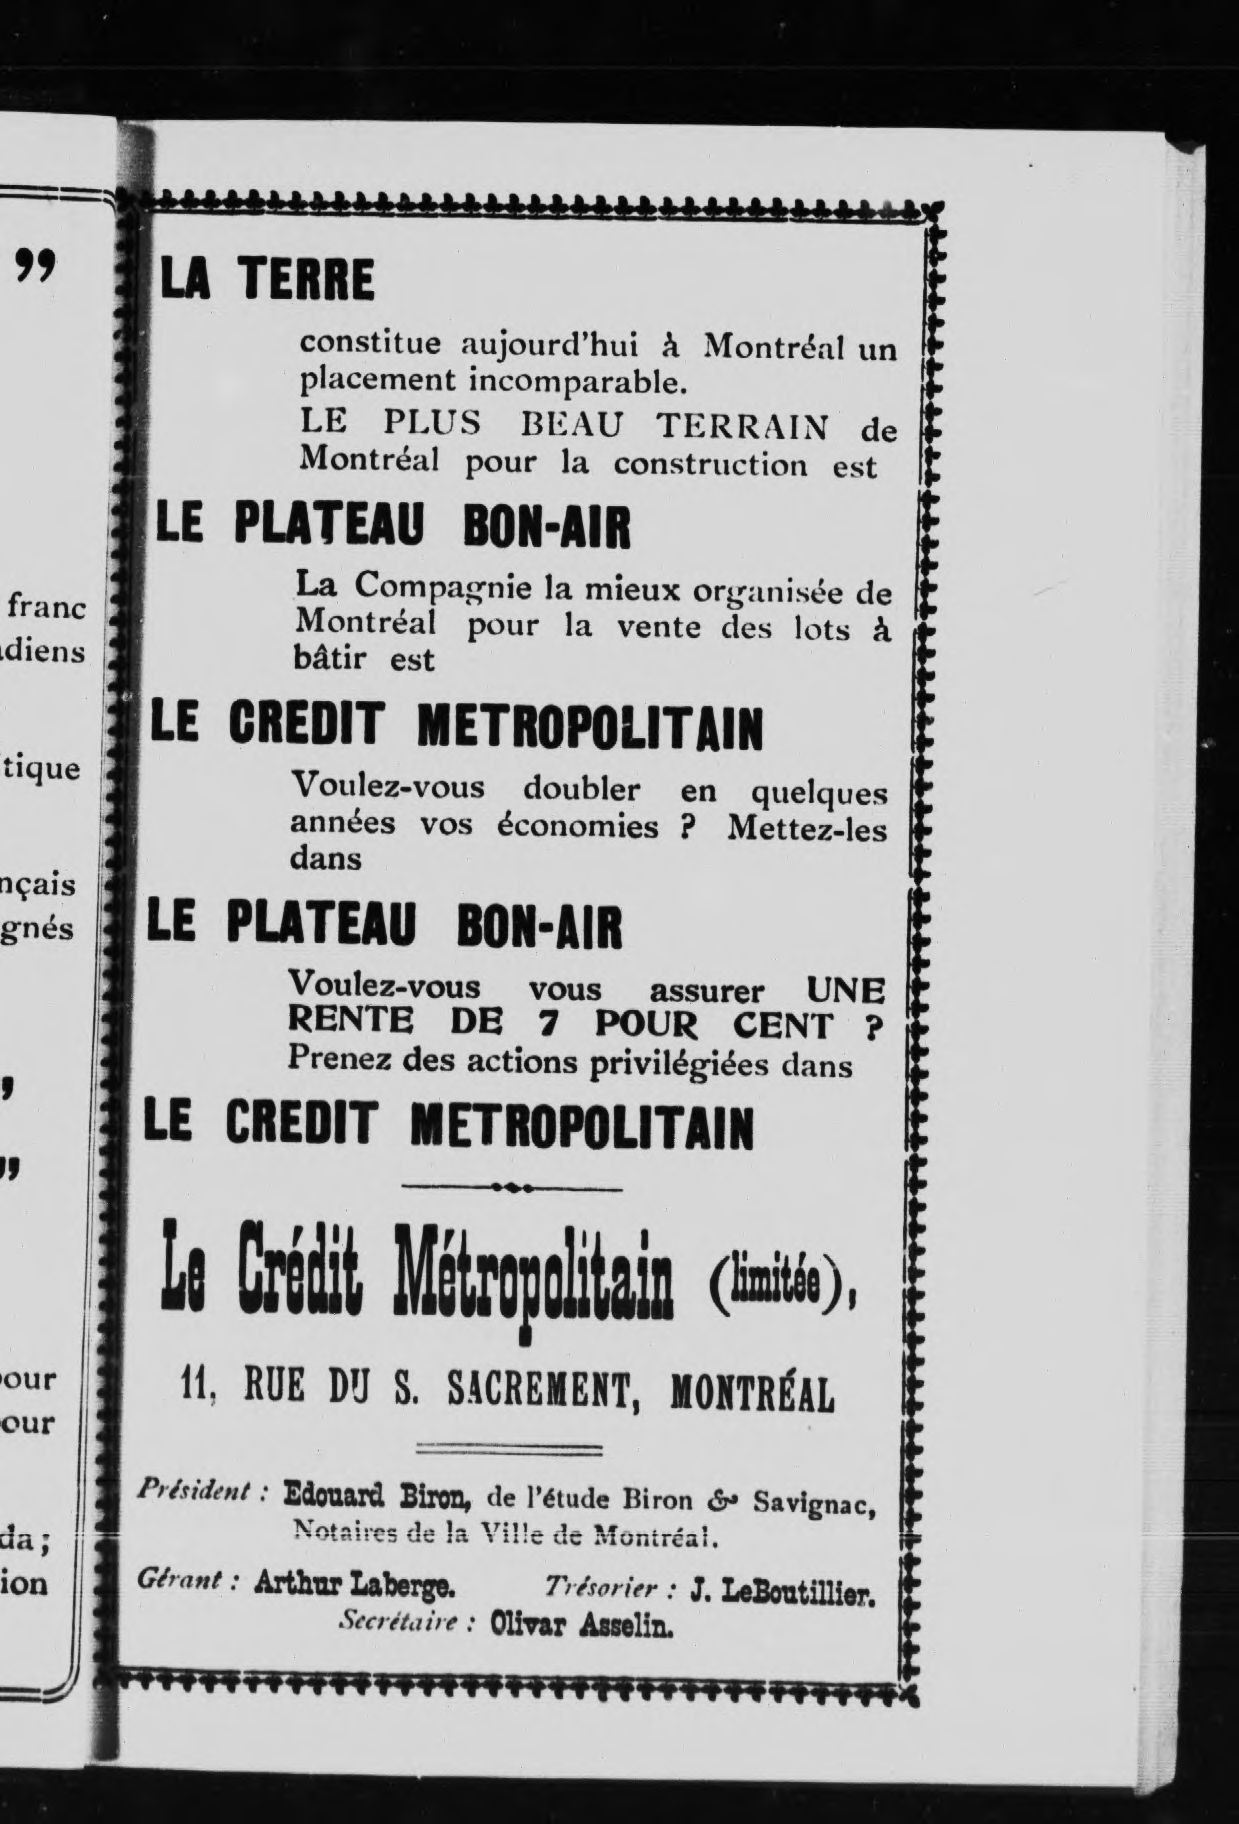 ”
franc
tique
nçais
gnés
”
pour
pour
da ;
ion
LA TERRE
constitue aujourd’hui à Montréal un
placement incomparable.
LE PLUS BEAU TERRAIN de
Montréal pour la construction est
LE PLATEAU BON-AIR
La Compagnie la mieux organisée de
Montréal pour la vente des lots à
bâtir est
LE CREDIT METROPOLITAIN
Voulez-vous doubler en quelques
années vos économies ? Mettez-les
dans
LE PLATEAU BON-AIR
Voulez-vous vous assurer UNE
RENTE DE 7 POUR CENT ?
Prenez des actions privilégiées dans
LE CREDIT METROPOLITAIN
Le Crédit Métropolitain (limitée),
11, RUE DU S. SACREMENT, MONTRÉAL
Président : Edouard Biron, de l’étude Biron & Savignac,
Notaires de la Ville de Montréal.
Gérant : Arthur Laberge. Trésorier : J. LeBoutillier.
Secrétaire : Olivar Asselin.